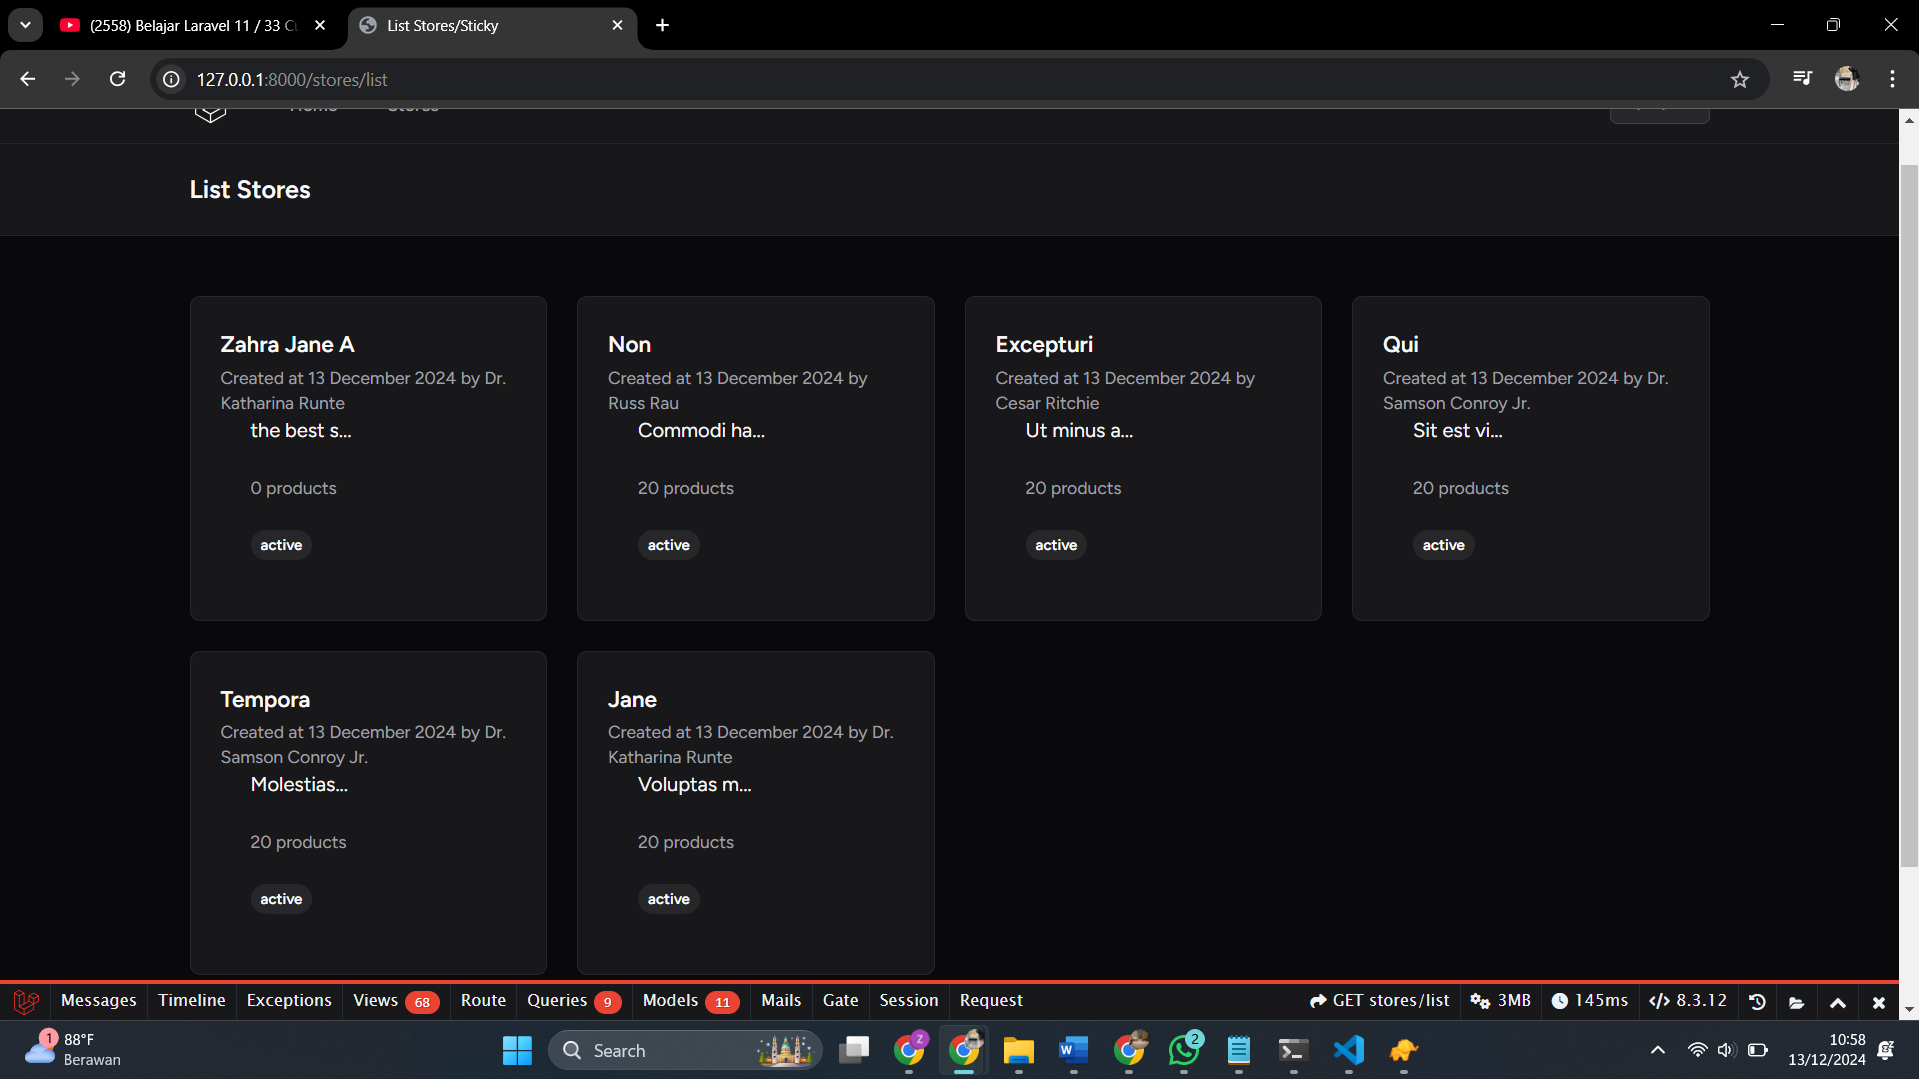 (2558) Belajar Laravel 11 / 33 Cu
List Stores/Sticky
127.0.0.1:8000/stores/list
Home
Stores
List Stores
Zahra Jane A
Created at 13 December 2024 by Dr.
Katharina Runte
the best s...
0 products
active
Non
Created at 13 December 2024 by
Russ Rau
Commodi ha...
20 products
active
Excepturi
Created at 13 December 2024 by
Cesar Ritchie
Ut minus a...
20 products
active
Qui
Created at 13 December 2024 by Dr.
Samson Conroy Jr.
Sit est vi...
20 products
active
Tempora
Created at 13 December 2024 by Dr.
Samson Conroy Jr.
Molestias...
20 products
active
Jane
Created at 13 December 2024 by Dr.
Katharina Runte
Voluptas m...
20 products
active
Messages Timeline Exceptions Views 68 Route Queries 9 Models 11 Mails Gate Session Request GET stores/list 3MB 145ms 8.3.12
1
88°F
Berawan
Search
Z
W
2
10:58
13/12/2024